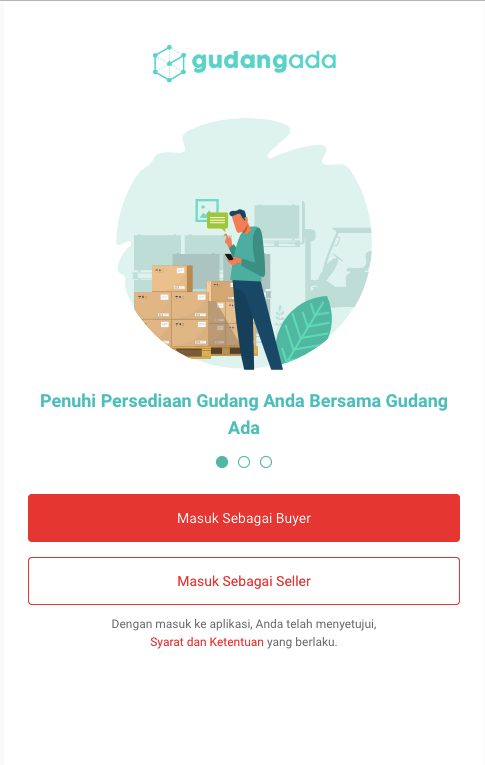 gudangada
Penuhi Persediaan Gudang Anda Bersama Gudang
Ada
Masuk Sebagai Buyer
Masuk Sebagai Seller
Dengan masuk ke aplikasi, Anda telah menyetujui,
Syarat dan Ketentuan yang berlaku.